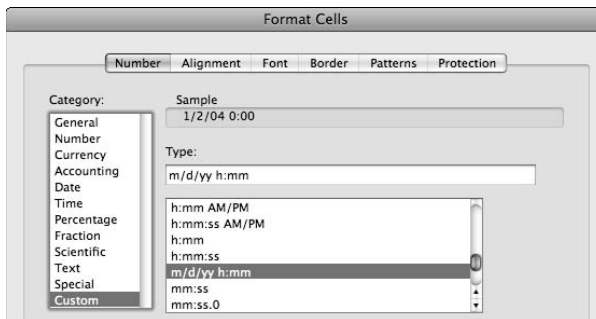 Format Cells
Number Alignment Font Border Patterns Protection
Category:
General
Number
Currency
Accounting
Date
Time
Percentage
Fraction
Scientific
Text
Special
Custom
Sample
1/2/04 0:00
Type:
m/d/yy h:mm
h:mm AM/PM
h:mm:ss AM/PM
h:mm
h:mm:ss
m/d/yy h:mm
mm:ss
mm:ss.0